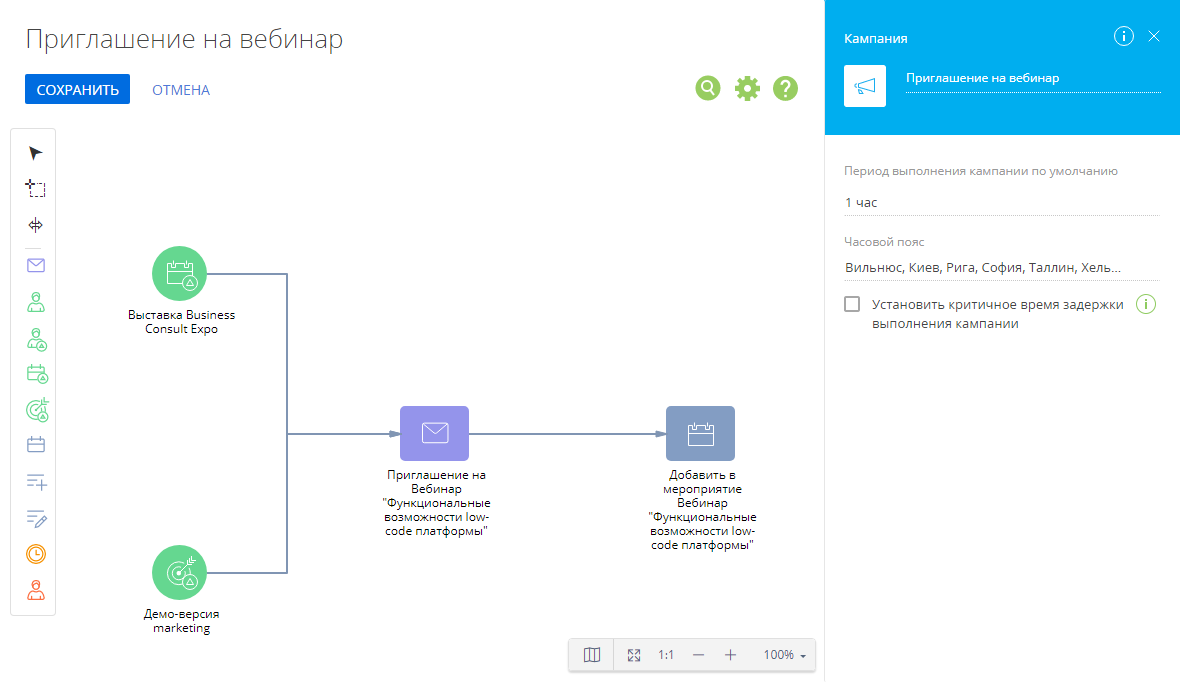 Приглашение на вебинар
СОХРАНИТЬ
ОТМЕНА
Выставка Business
Consult Expo
Приглашение на
Вебинар
"Функциональные
возможности low-
code платформы"
Добавить в
мероприятие
Вебинар
"Функциональные
возможности low-
code платформы"
Демо-версия
marketing
1:1
100%
Кампания
Приглашение на вебинар
Период выполнения кампании по умолчанию
1 час
Часовой пояс
Вильнюс, Киев, Рига, София, Таллин, Хель...
Установить критичное время задержки
выполнения кампании